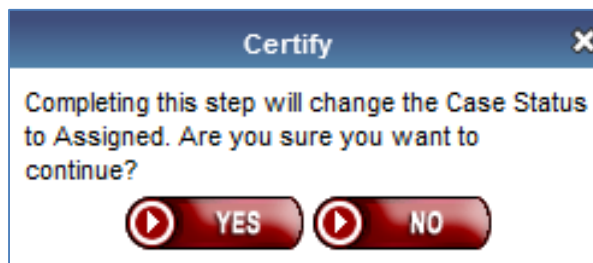 Certify
Completing this step will change the Case Status
to Assigned. Are you sure you want to
continue?
YES NO